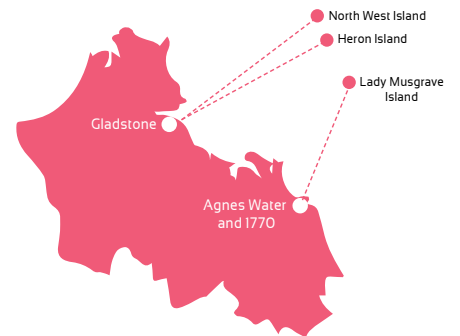 North West Island
Heron Island
Lady Musgrave
Island
Gladstone
Agnes Water
and 1770